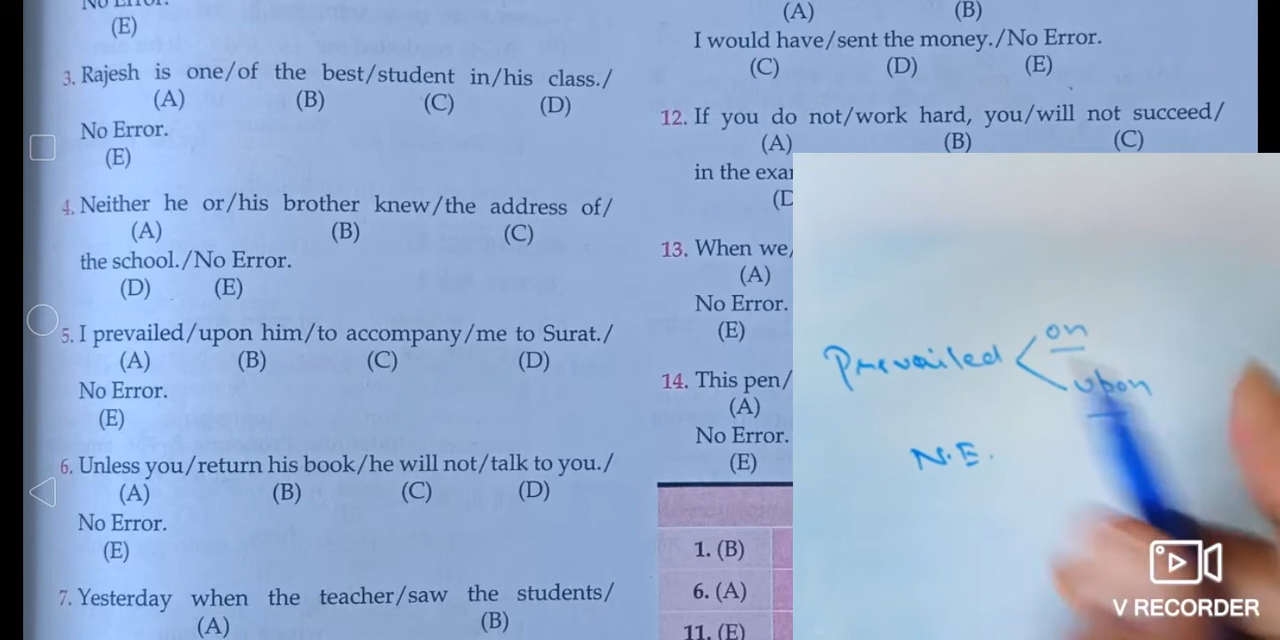 (E)
3. Rajesh is one/of the best/student in/his class./
(A) (B) (C) (D)
No Error.
(E)
4. Neither he or/his brother knew/the address of/
(A) (B) (C)
the school./No Error.
(D) (E)
5. I prevailed/upon him/to accompany/me to Surat./
(A) (B) (C) (D)
No Error.
(E)
6. Unless you/return his book/he will not/talk to you./
(A) (B) (C) (D)
No Error.
(E)
7. Yesterday when the teacher/saw the students/
(A) (B)
(A) (B)
I would have/sent the money./No Error.
(C) (D) (E)
12. If you do not/work hard, you/will not succeed/
(A) (B) (C)
in the
13. When we
(A)
No Error.
(E)
14. This pen/
(A)
No Error.
(E)
1. (B)
6. (A)
11. (E)
Prevailed on
upon
N.E.
V RECORDER